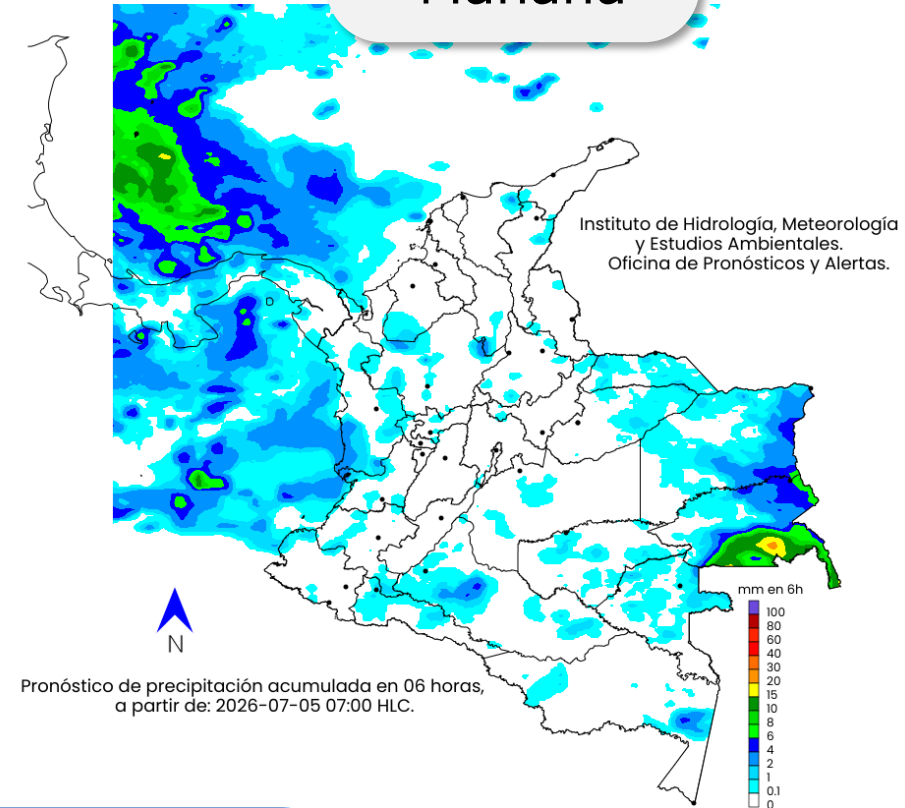 Mañana
Instituto de Hidrología, Meteorología
y Estudios Ambientales.
Oficina de Pronósticos y Alertas.
N
Pronóstico de precipitación acumulada en 06 horas,
a partir de: 2026-07-05 07:00 HLC.
mm en 6h
100
80
60
40
30
20
15
10
8
6
4
2
1
0.1
0